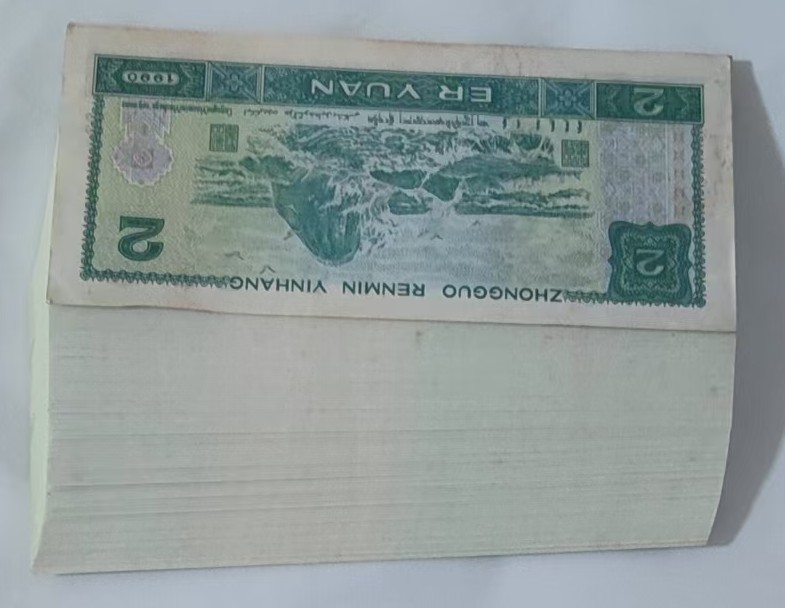 ZHONGGUO RENMIN YINHANG
2
2
2 ER YUAN 1990